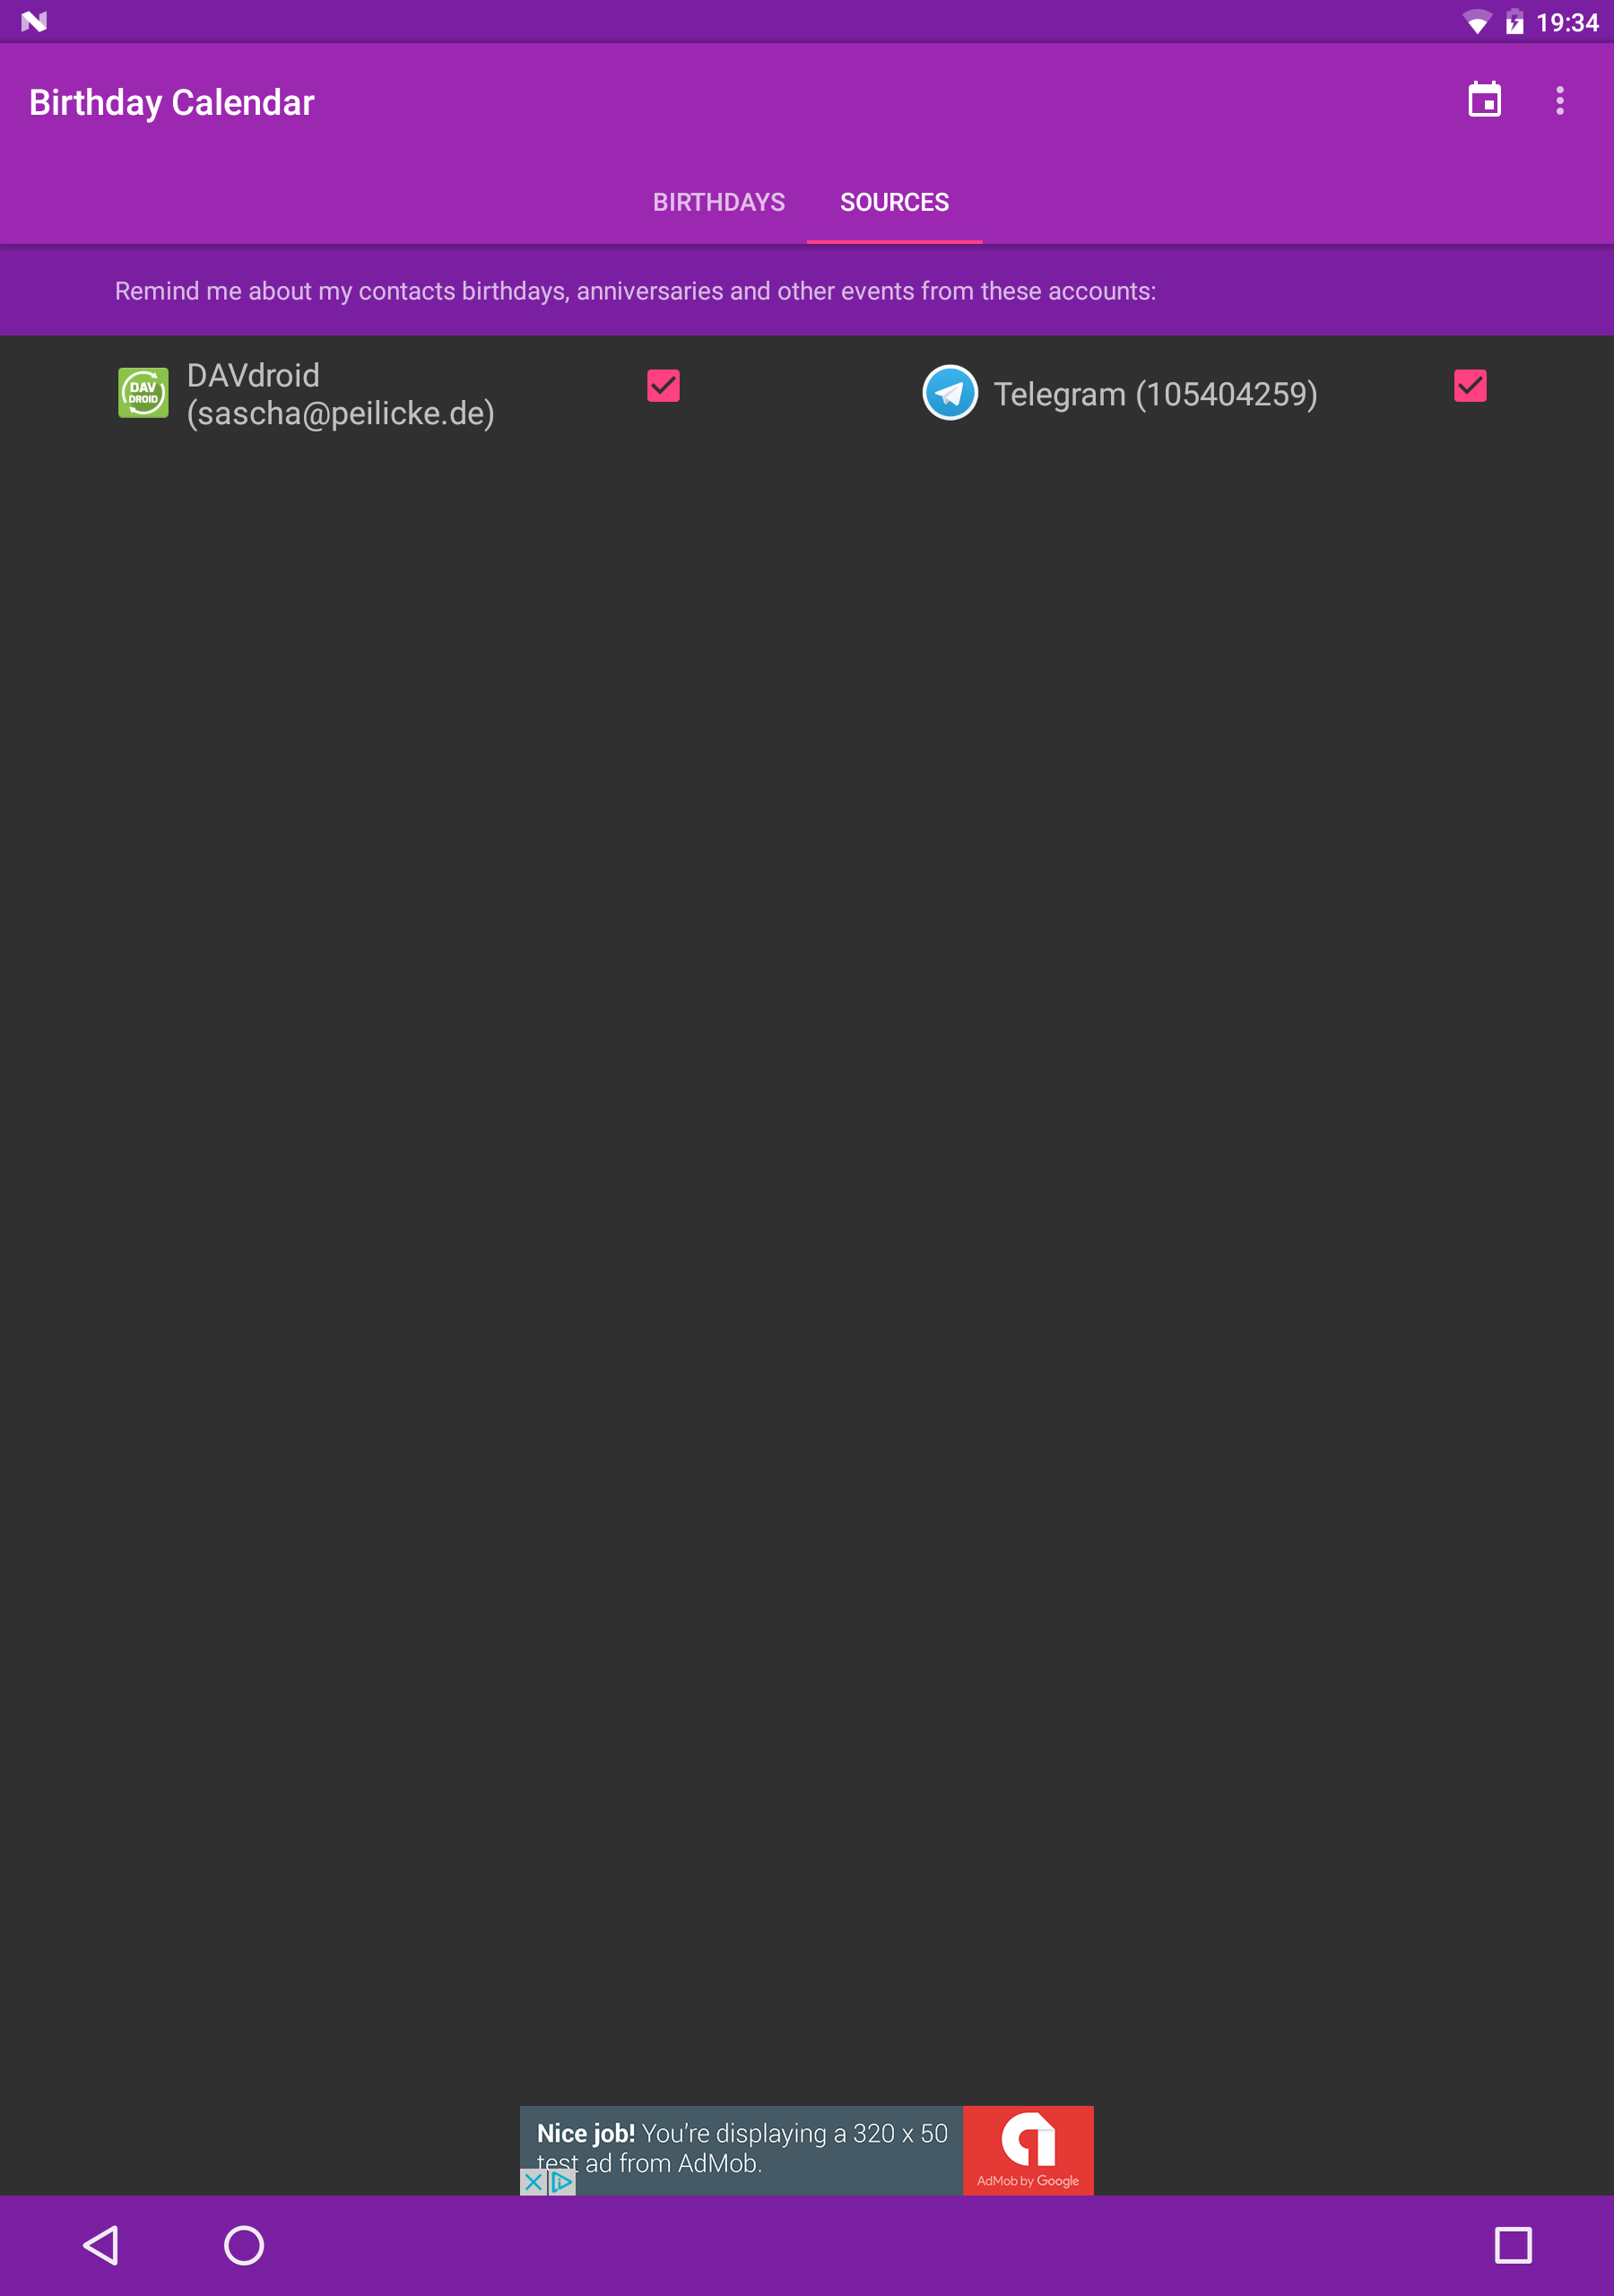 19:34
Birthday Calendar
BIRTHDAYS SOURCES
Remind me about my contacts birthdays, anniversaries and other events from these accounts:
DAV
DROID
DAVdroid
(sascha@peilicke.de)
Telegram (105404259)
Nice job! You're displaying a 320 x 50
test ad from AdMob.
AdMob by Google